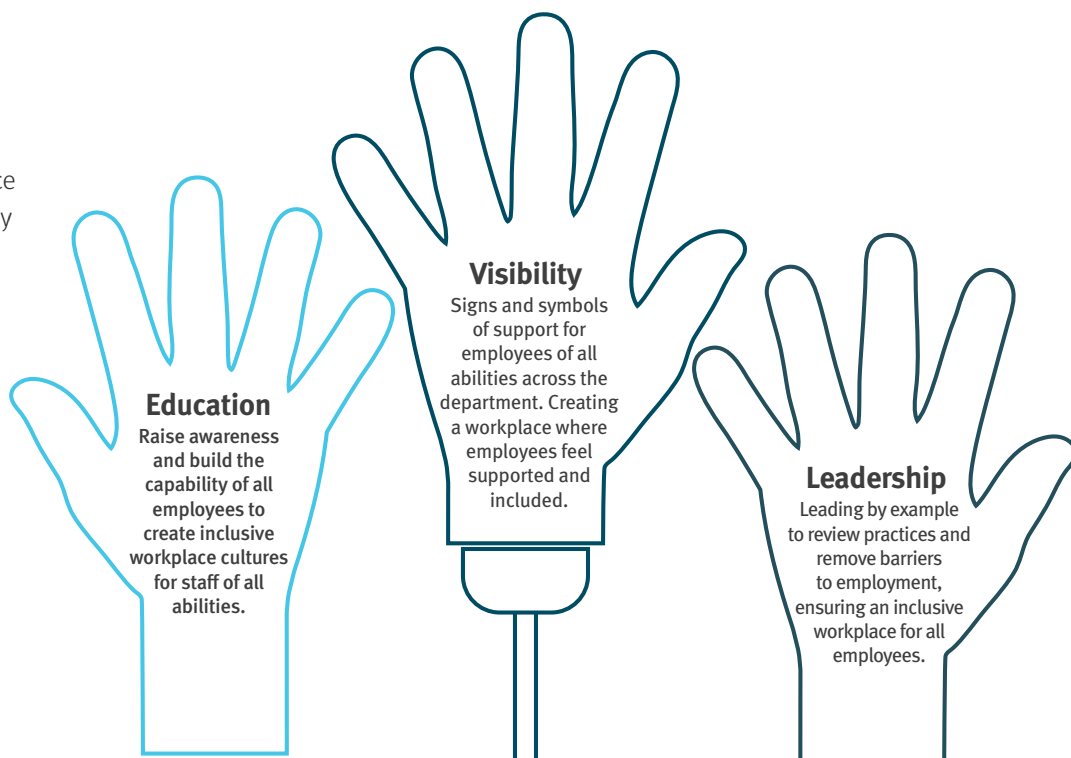 Education
Raise awareness
and build the
capability of all
employees to
create inclusive
workplace cultures
for staff of all
abilities.
Visibility
Signs and symbols
of support for
employees of all
abilities across the
department. Creating
a workplace where
employees feel
supported and
included.
Leadership
Leading by example
to review practices and
remove barriers
to employment,
ensuring an inclusive
workplace for all
employees.